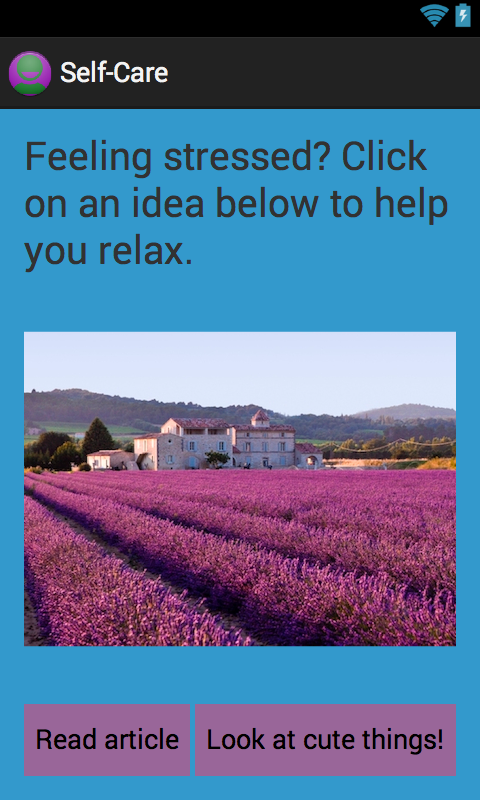 Self-Care
Feeling stressed? Click
on an idea below to help
you relax.
Read article
Look at cute things!